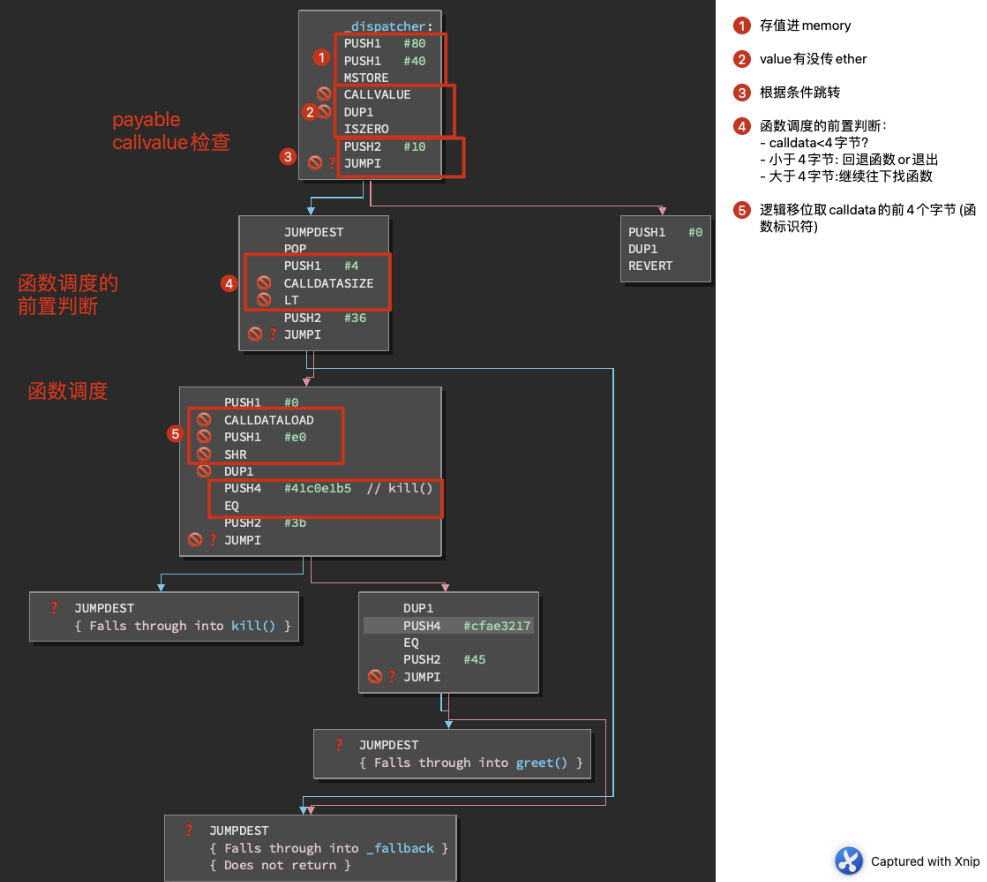 _dispatcher:
PUSH1 #80
PUSH1 #40
MSTORE
CALLVALUE
DUP1
ISZERO
PUSH2 #10
JUMPI
1
2
3
payable
callvalue检查
JUMPDEST
POP
PUSH1 #4
CALLDATASIZE
LT
PUSH2 #36
? JUMPI
4
函数调度的
前置判断
PUSH1 #0
DUP1
REVERT
函数调度
PUSH1 #0
CALLDATALOAD
PUSH1 #e0
SHR
DUP1
PUSH4 #41c0e1b5 // kill()
EQ
PUSH2 #3b
? JUMPI
5
? JUMPDEST
{ Falls through into kill() }
DUP1
PUSH4 #cfae3217
EQ
PUSH2 #45
? JUMPI
? JUMPDEST
{ Falls through into greet() }
? JUMPDEST
{ Falls through into _fallback }
{ Does not return }
1 存值进memory
2 value有没传ether
3 根据条件跳转
4 函数调度的前置判断：
- calldata<4字节?
- 小于4字节: 回退函数or退出
- 大于4字节:继续往下找函数
5 逻辑移位取calldata的前4个字节(函
数标识符)
Captured with Xnip